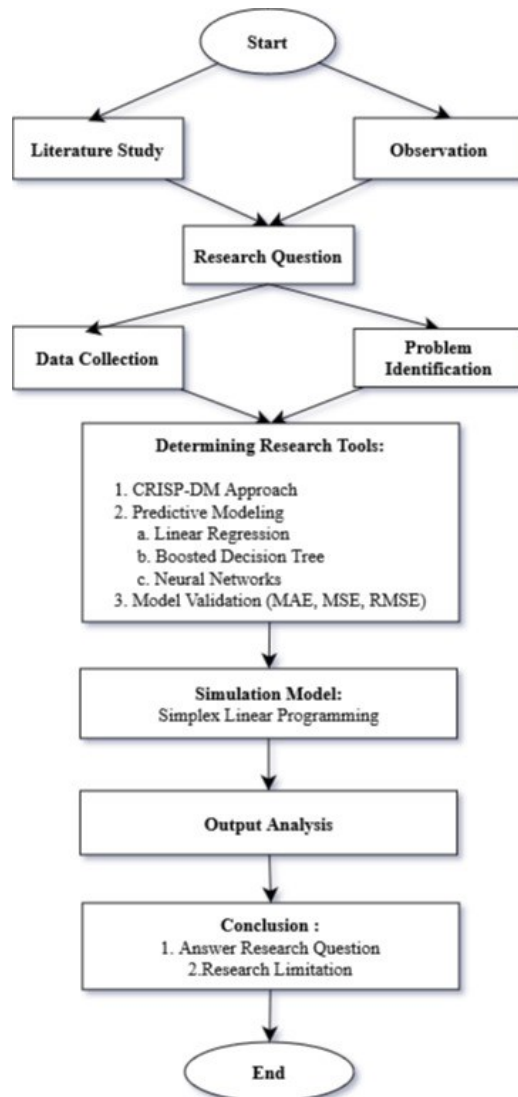 Start
Literature Study
Observation
Research Question
Data Collection
Problem
Identification
Determining Research Tools:
1. CRISP-DM Approach
2. Predictive Modeling
a. Linear Regression
b. Boosted Decision Tree
c. Neural Networks
3. Model Validation (MAE, MSE, RMSE)
Simulation Model:
Simplex Linear Programming
Output Analysis
Conclusion :
1. Answer Research Question
2.Research Limitation
End